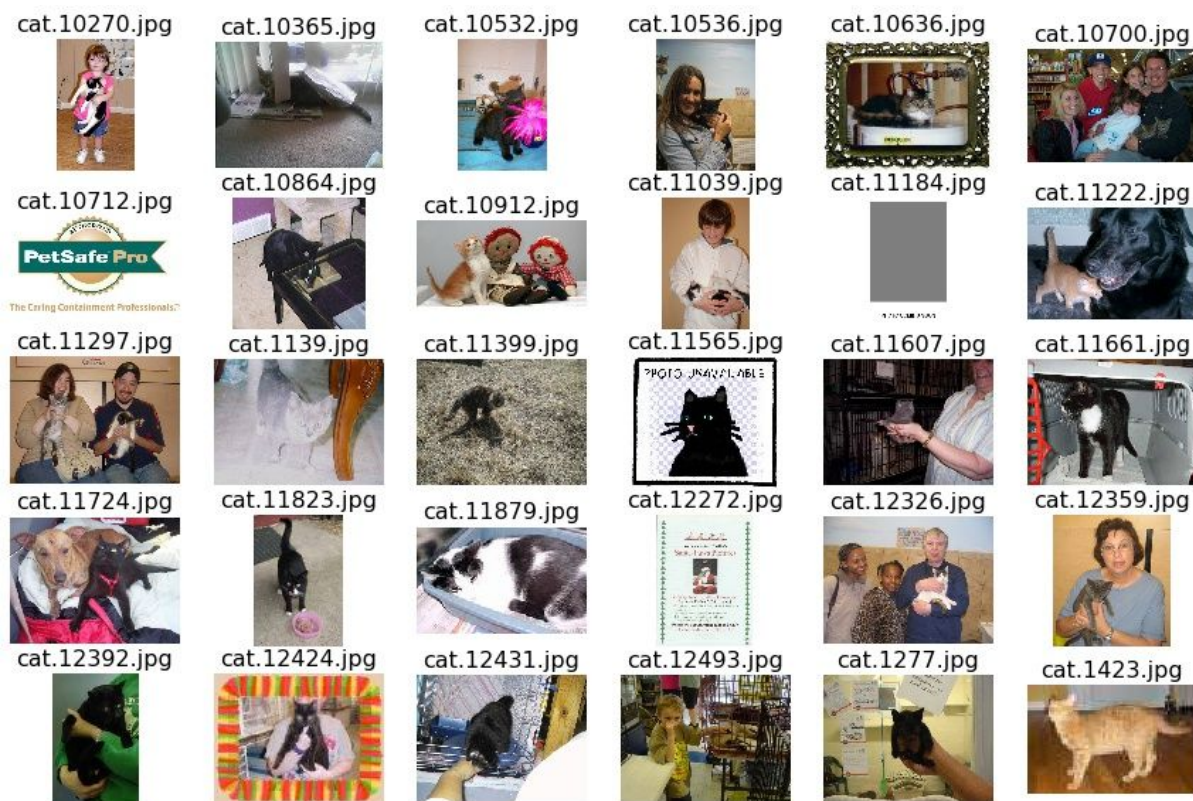 cat.10270.jpg cat.10365.jpg cat.10532.jpg cat.10536.jpg cat.10636.jpg cat.10700.jpg
cat.10712.jpg cat.10864.jpg cat.10912.jpg cat.11039.jpg cat.11184.jpg cat.11222.jpg
PetSafe Pro
The Caring Containment Professionals.
cat.11297.jpg cat.1139.jpg cat.11399.jpg cat.11565.jpg cat.11607.jpg cat.11661.jpg
PHOTO UNAVAILABLE
cat.11724.jpg cat.11823.jpg cat.11879.jpg cat.12272.jpg cat.12326.jpg cat.12359.jpg
cat.12392.jpg cat.12424.jpg cat.12431.jpg cat.12493.jpg cat.1277.jpg cat.1423.jpg